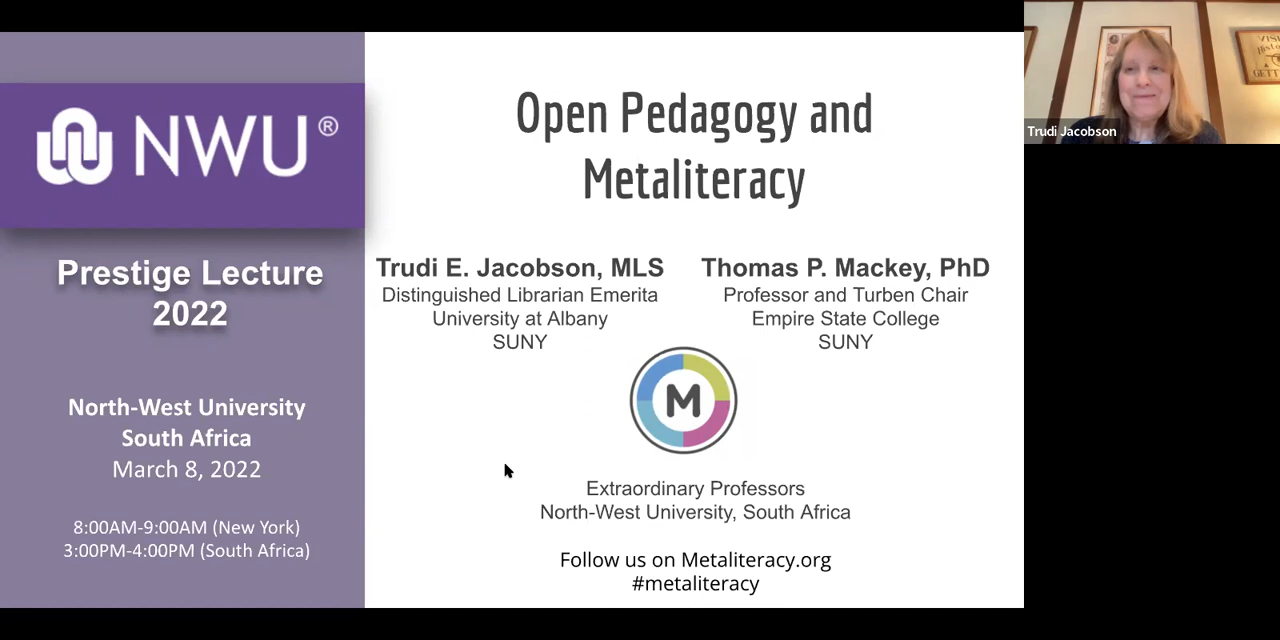 NWU®
Prestige Lecture
2022
North-West University
South Africa
March 8, 2022
8:00AM-9:00AM (New York)
3:00PM-4:00PM (South Africa)
Open Pedagogy and
Metaliteracy
Trudi E. Jacobson, MLS
Distinguished Librarian Emerita
University at Albany
SUNY
Thomas P. Mackey, PhD
Professor and Turben Chair
Empire State College
SUNY
M
Extraordinary Professors
North-West University, South Africa
Follow us on Metaliteracy.org
#metaliteracy
Trudi Jacobson